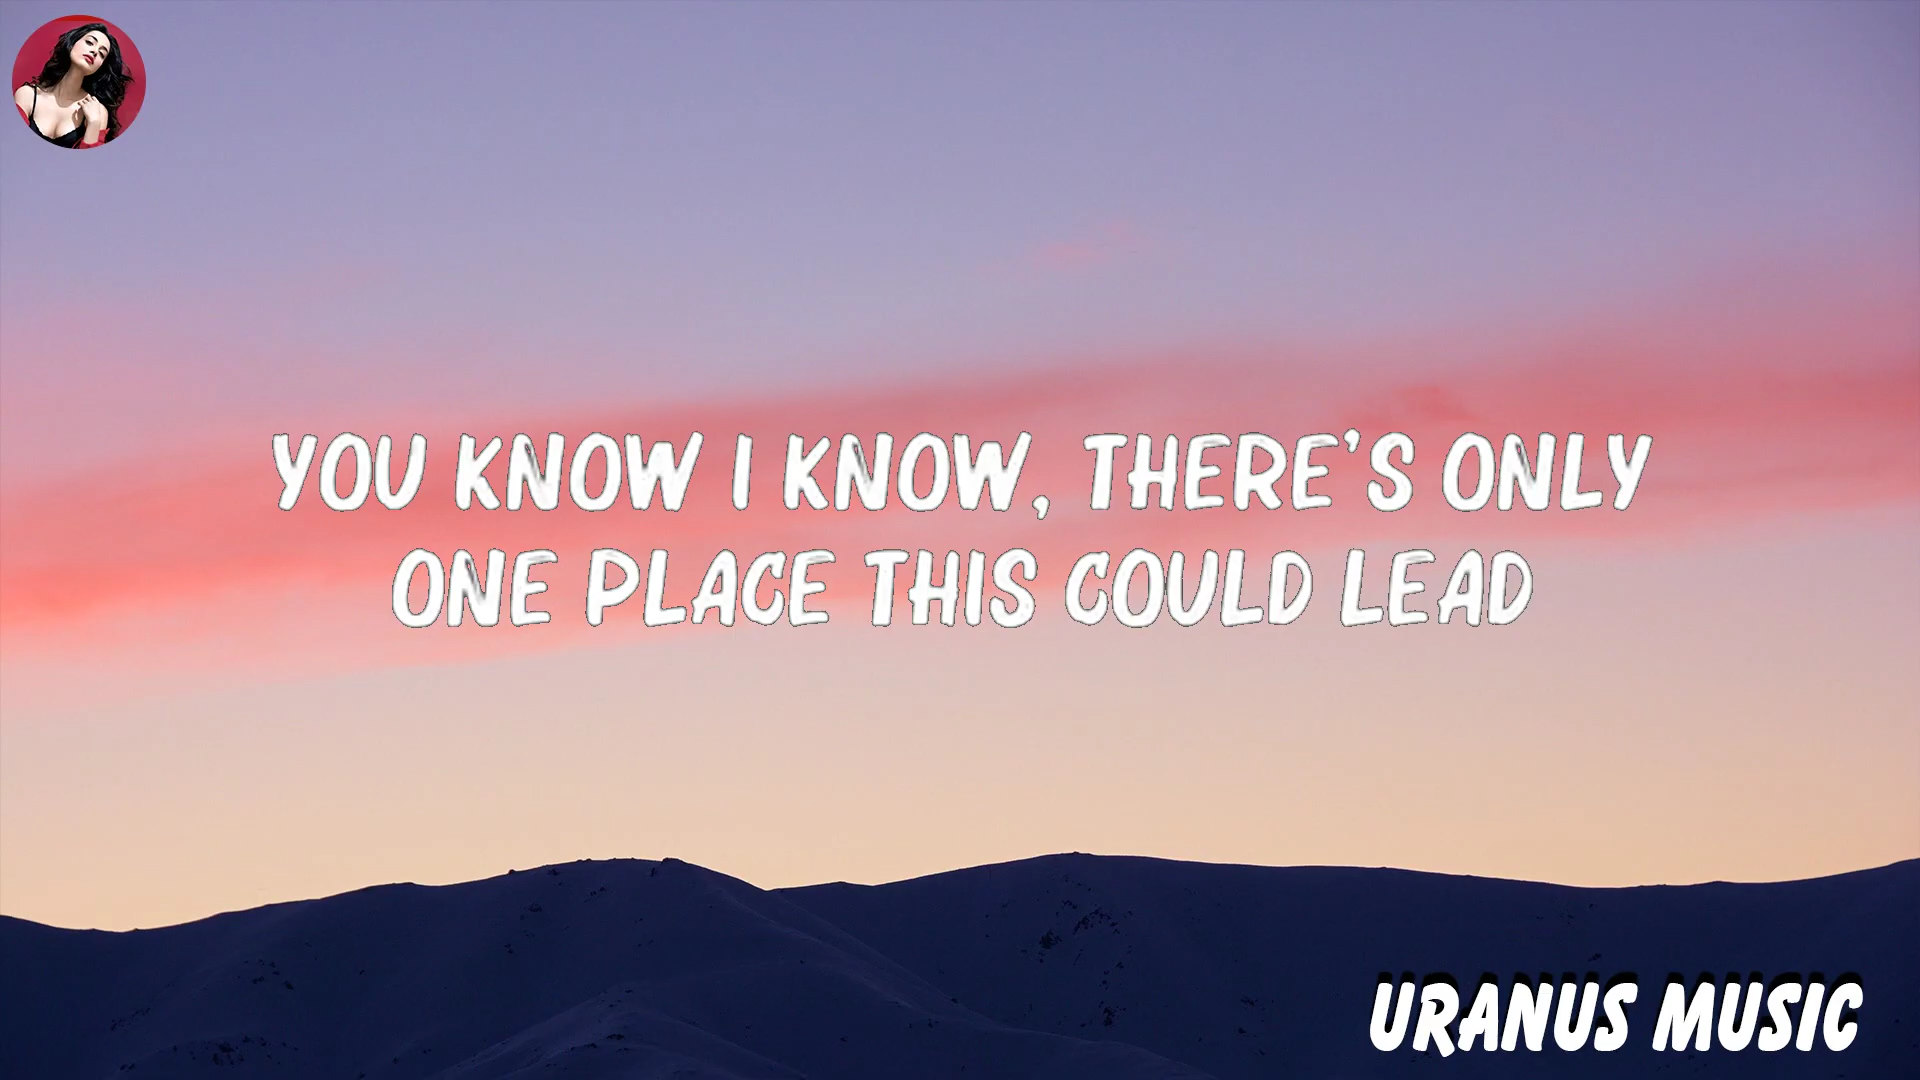 YOU KNOW I KNOW, THERE'S ONLY
ONE PLACE THIS COULD LEAD
URANUS MUSIC